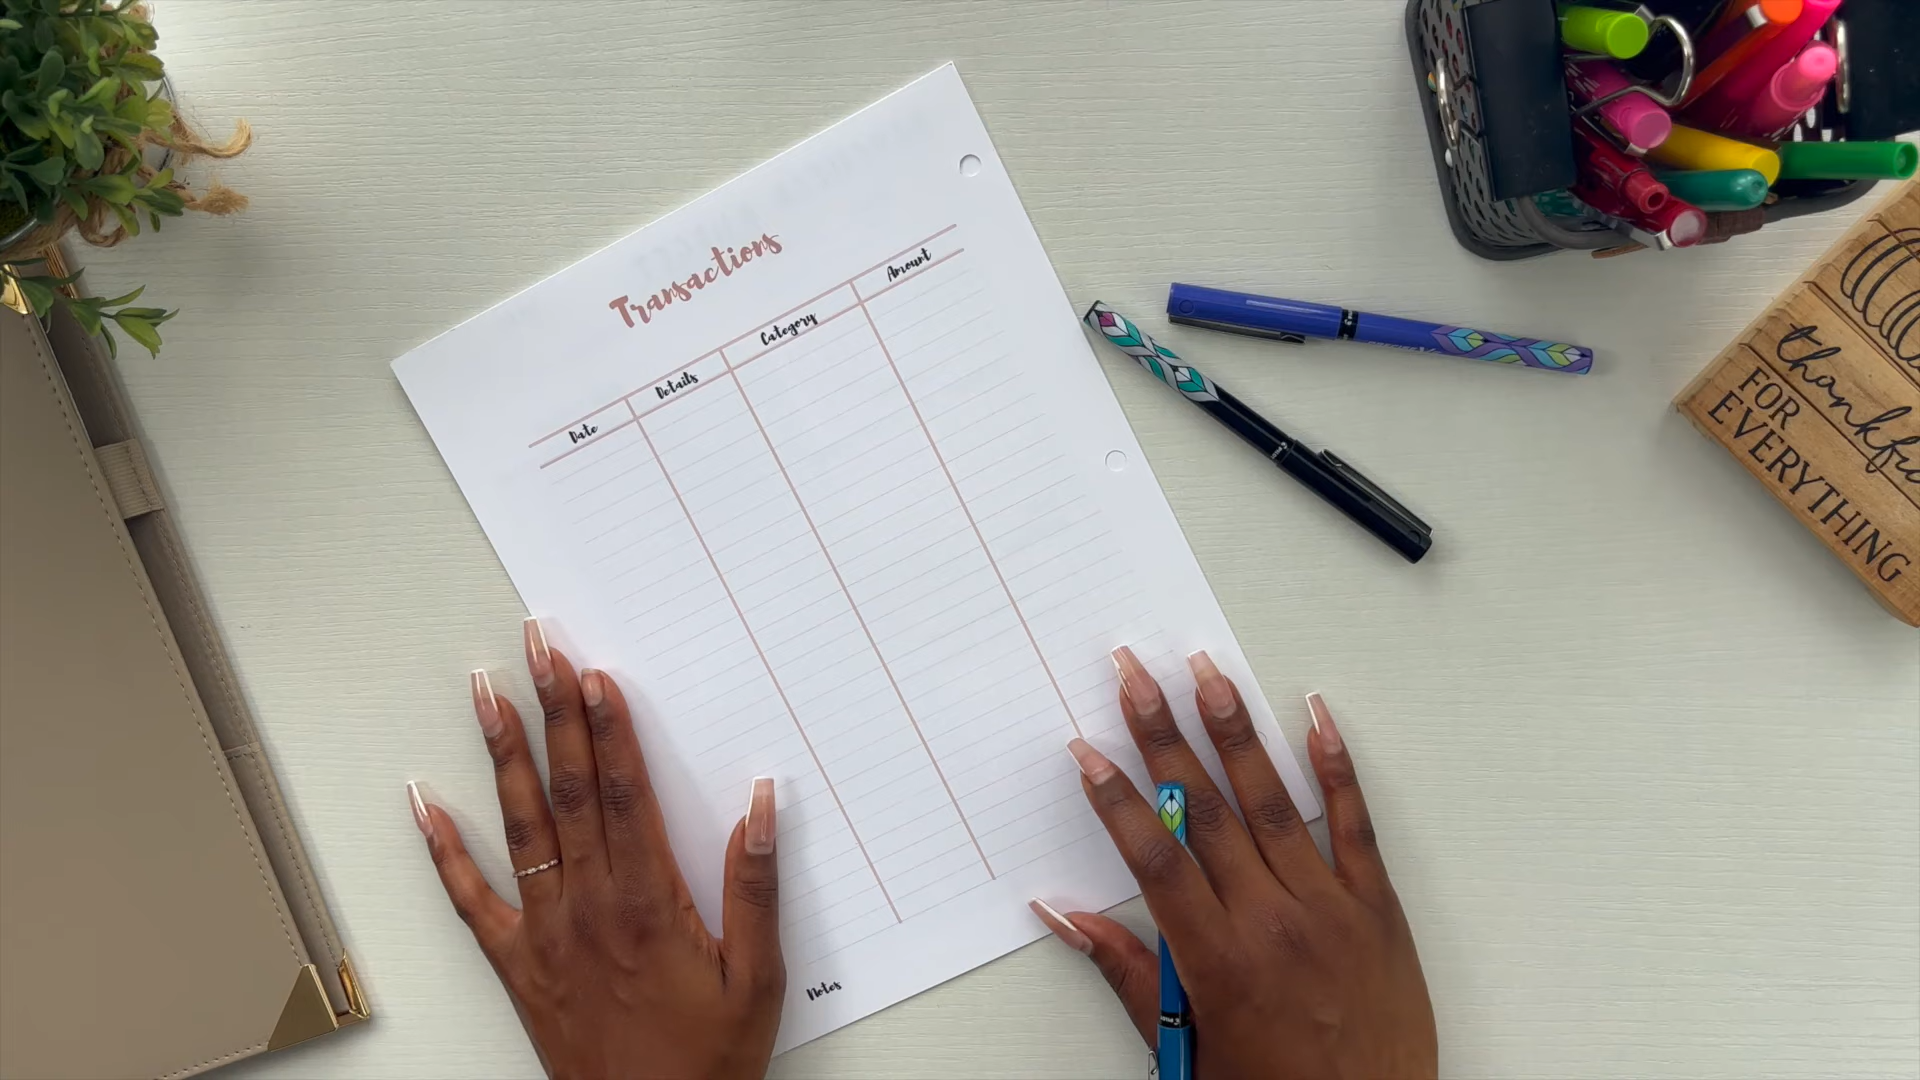 Transactions
Date
Details
Category
Amount
Notes
thankful
FOR
EVERYTHING